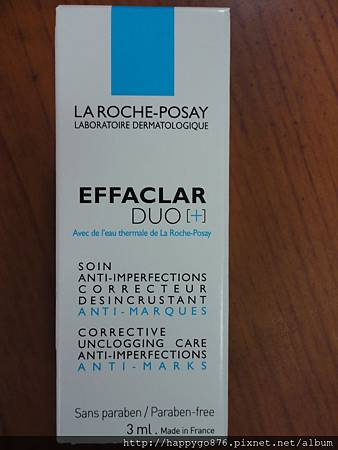 LA ROCHE-POSAY
LABORATOIRE DERMATOLOGIQUE
EFFACLAR
DUO [+]
Avec de l'eau thermale de La Roche-Posay
SOIN
ANTI-IMPERFECTIONS
CORRECTEUR
DESINCRUSTANT
ANTI-MARQUES
CORRECTIVE
UNCLOGGING CARE
ANTI-IMPERFECTIONS
ANTI-MARKS
Sans paraben / Paraben-free
3 ml. Made in France
http://happygo876.pixnet.net/album